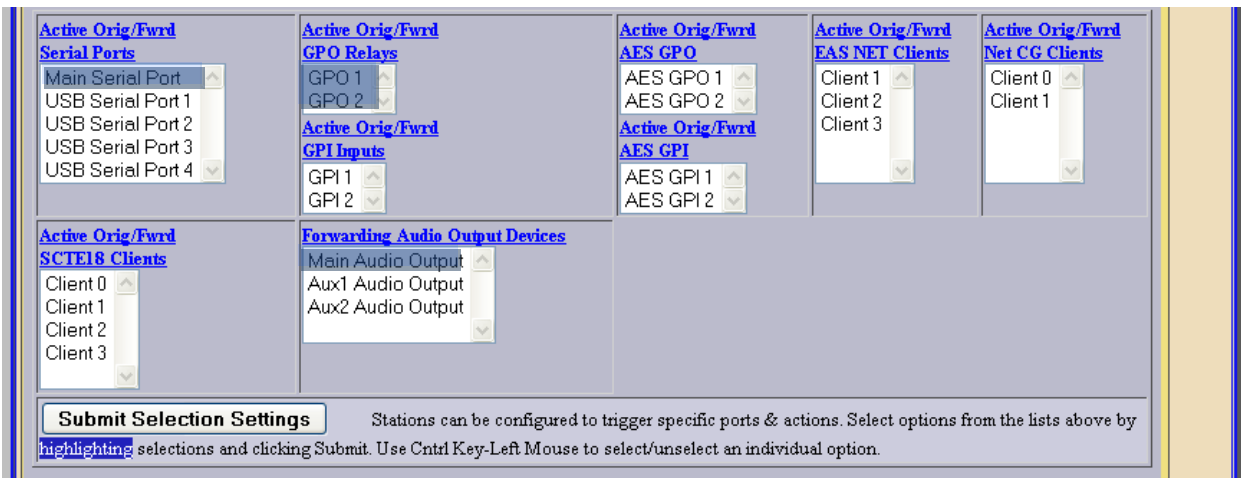 Active Orig/Fwrd
Serial Ports
Main Serial Port
USB Serial Port 1
USB Serial Port 2
USB Serial Port 3
USB Serial Port 4
Active Orig/Fwrd
GPO Relays
GPO 1
GPO 2
Active Orig/Fwrd
GPI Inputs
GPI 1
GPI 2
Active Orig/Fwrd
AES GPO
AES GPO 1
AES GPO 2
Active Orig/Fwrd
AES GPI
AES GPI 1
AES GPI 2
Active Orig/Fwrd
EAS NET Clients
Client 1
Client 2
Client 3
Active Orig/Fwrd
Net CG Clients
Client 0
Client 1
Active Orig/Fwrd
SCTE18 Clients
Client 0
Client 1
Client 2
Client 3
Forwarding Audio Output Devices
Main Audio Output
Aux1 Audio Output
Aux2 Audio Output
Submit Selection Settings Stations can be configured to trigger specific ports & actions. Select options from the lists above by
highlighting selections and clicking Submit. Use Cntrl Key-Left Mouse to select/unselect an individual option.